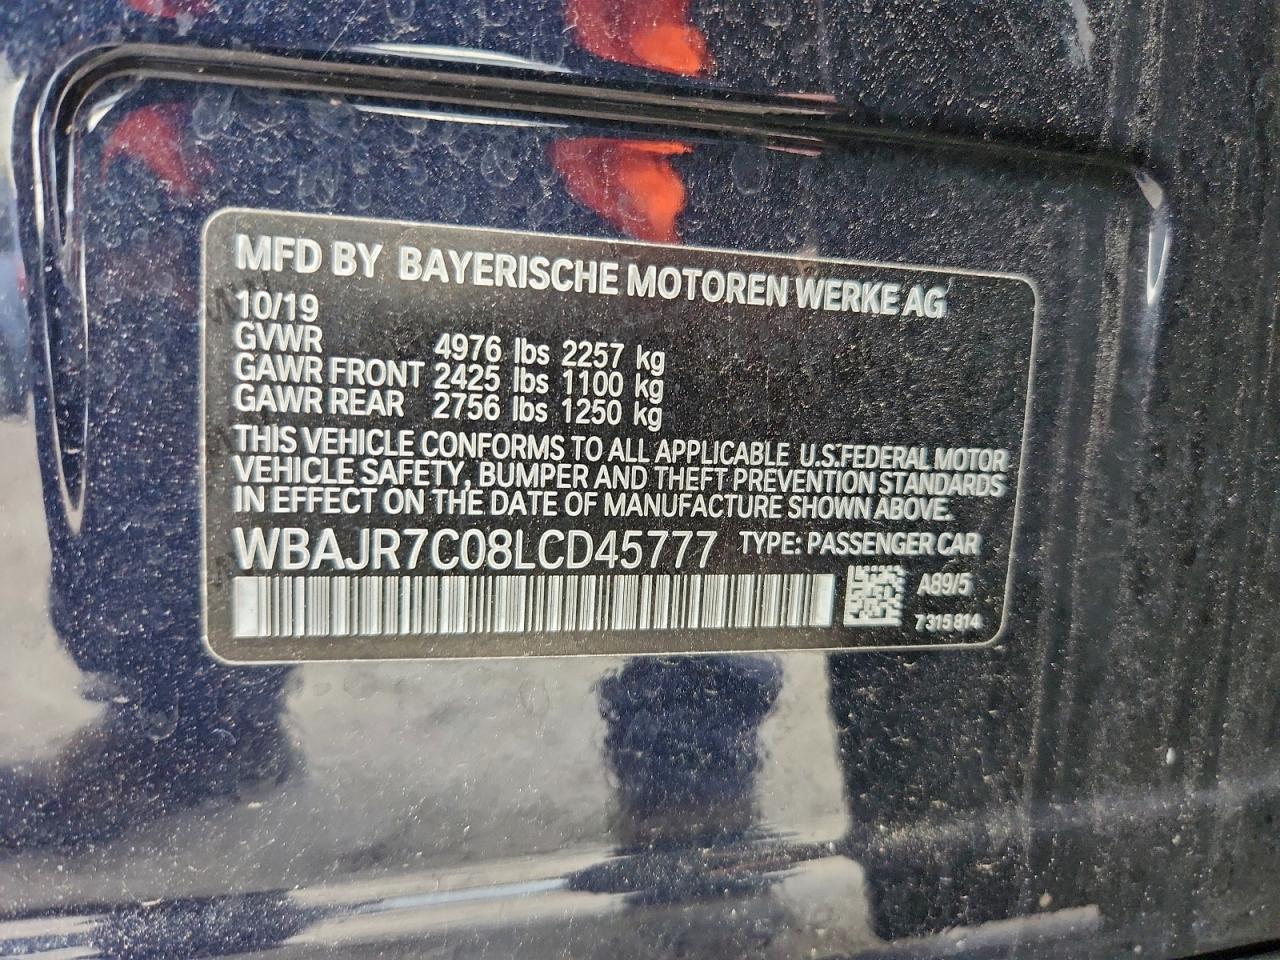 MFD BY BAYERISCHE MOTOREN WERKE AG
10/19
GVWR 4976 lbs 2257 kg
GAWR FRONT 2425 lbs 1100 kg
GAWR REAR 2756 lbs 1250 kg
THIS VEHICLE CONFORMS TO ALL APPLICABLE U.S.FEDERAL MOTOR
VEHICLE SAFETY, BUMPER AND THEFT PREVENTION STANDARDS
IN EFFECT ON THE DATE OF MANUFACTURE SHOWN ABOVE.
WBAJR7C08LCD45777 TYPE: PASSENGER CAR
A89/5
7315814